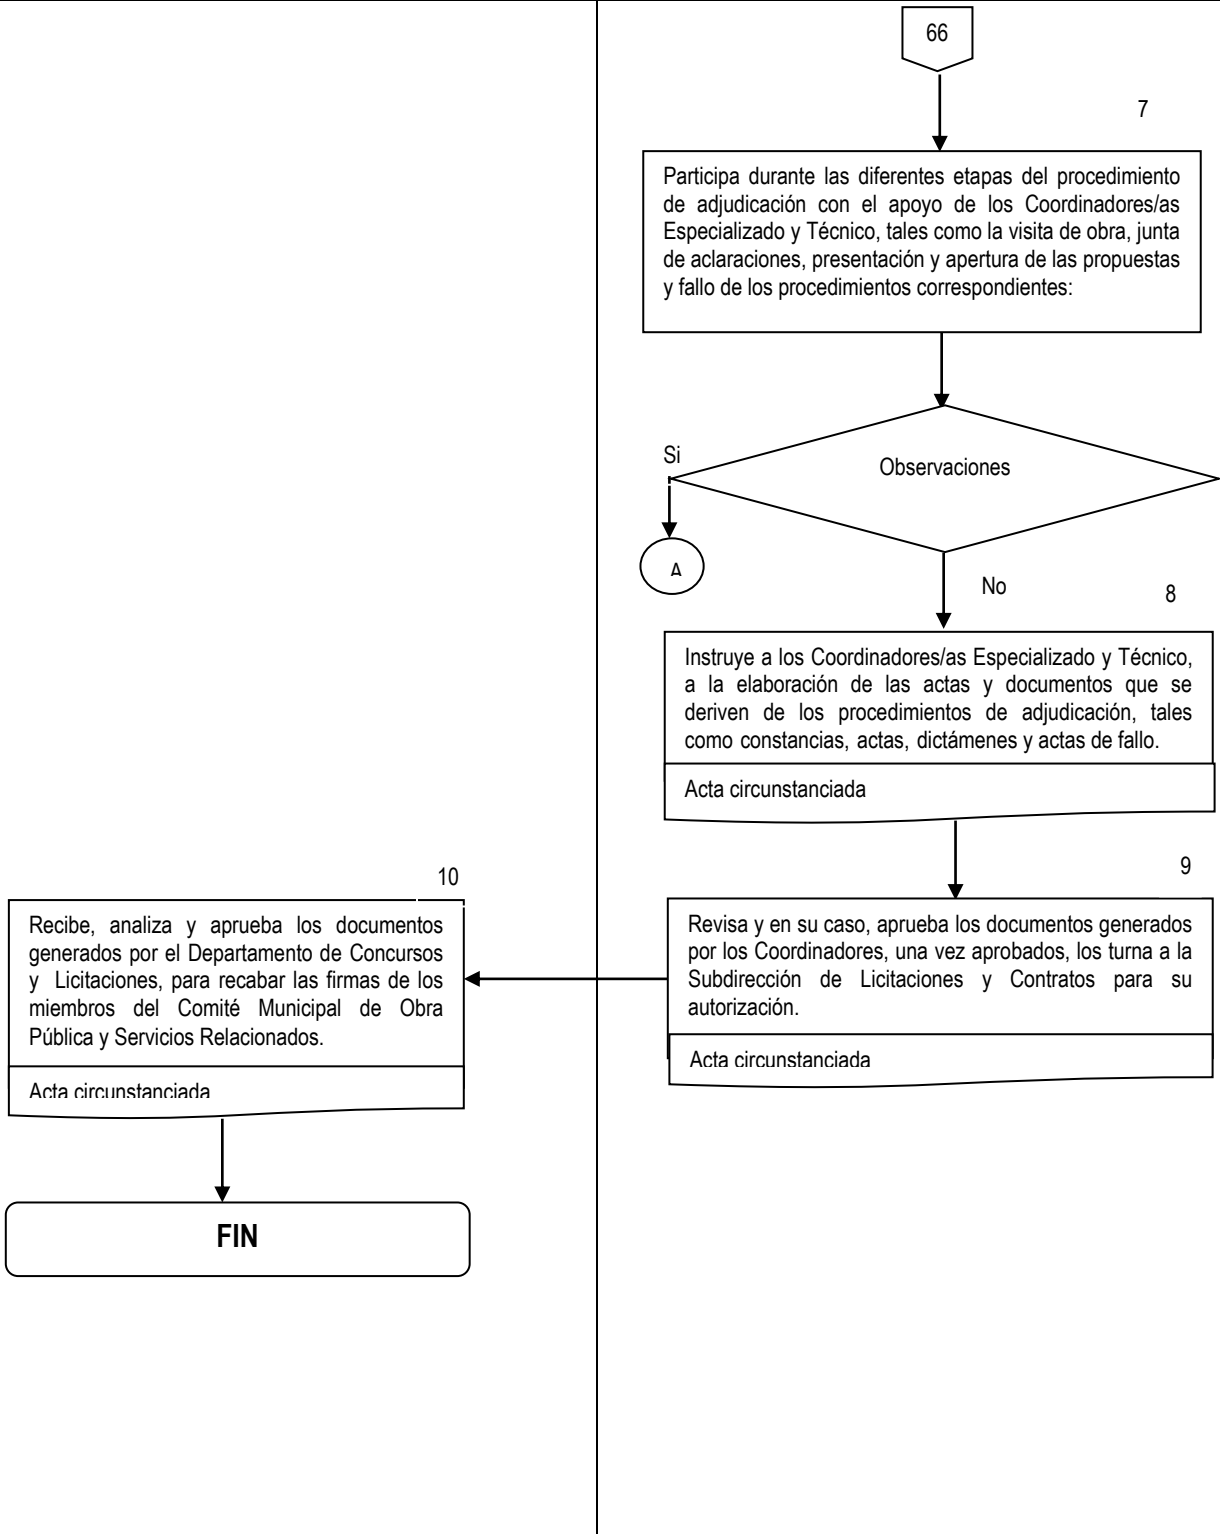 66
7
Participa durante las diferentes etapas del procedimiento
de adjudicación con el apoyo de los Coordinadores/as
Especializado y Técnico, tales como la visita de obra, junta
de aclaraciones, presentación y apertura de las propuestas
y fallo de los procedimientos correspondientes:
Si
Observaciones
A
No
8
Instruye a los Coordinadores/as Especializado y Técnico,
a la elaboración de las actas y documentos que se
deriven de los procedimientos de adjudicación, tales
como constancias, actas, dictámenes y actas de fallo.
Acta circunstanciada
9
Revisa y en su caso, aprueba los documentos generados
por los Coordinadores, una vez aprobados, los turna a la
Subdirección de Licitaciones y Contratos para su
autorización.
Acta circunstanciada
10
Recibe, analiza y aprueba los documentos
generados por el Departamento de Concursos
y Licitaciones, para recabar las firmas de los
miembros del Comité Municipal de Obra
Pública y Servicios Relacionados.
Acta circunstanciada
FIN